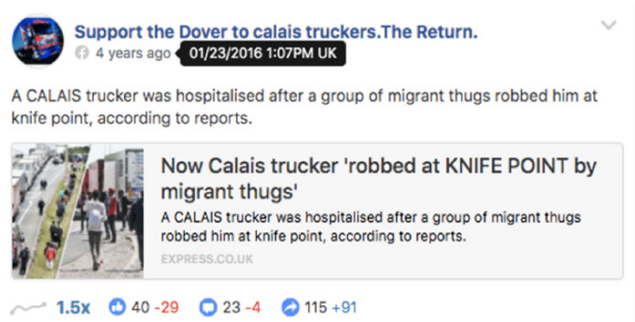 Support the Dover to calais truckers.The Return.
4 years ago 01/23/2016 1:07PM UK
A CALAIS trucker was hospitalised after a group of migrant thugs robbed him at
knife point, according to reports.
Now Calais trucker 'robbed at KNIFE POINT by
migrant thugs'
A CALAIS trucker was hospitalised after a group of migrant thugs
robbed him at knife point, according to reports.
EXPRESS.CO.UK
1.5x 40 -29 23 -4 115 +91